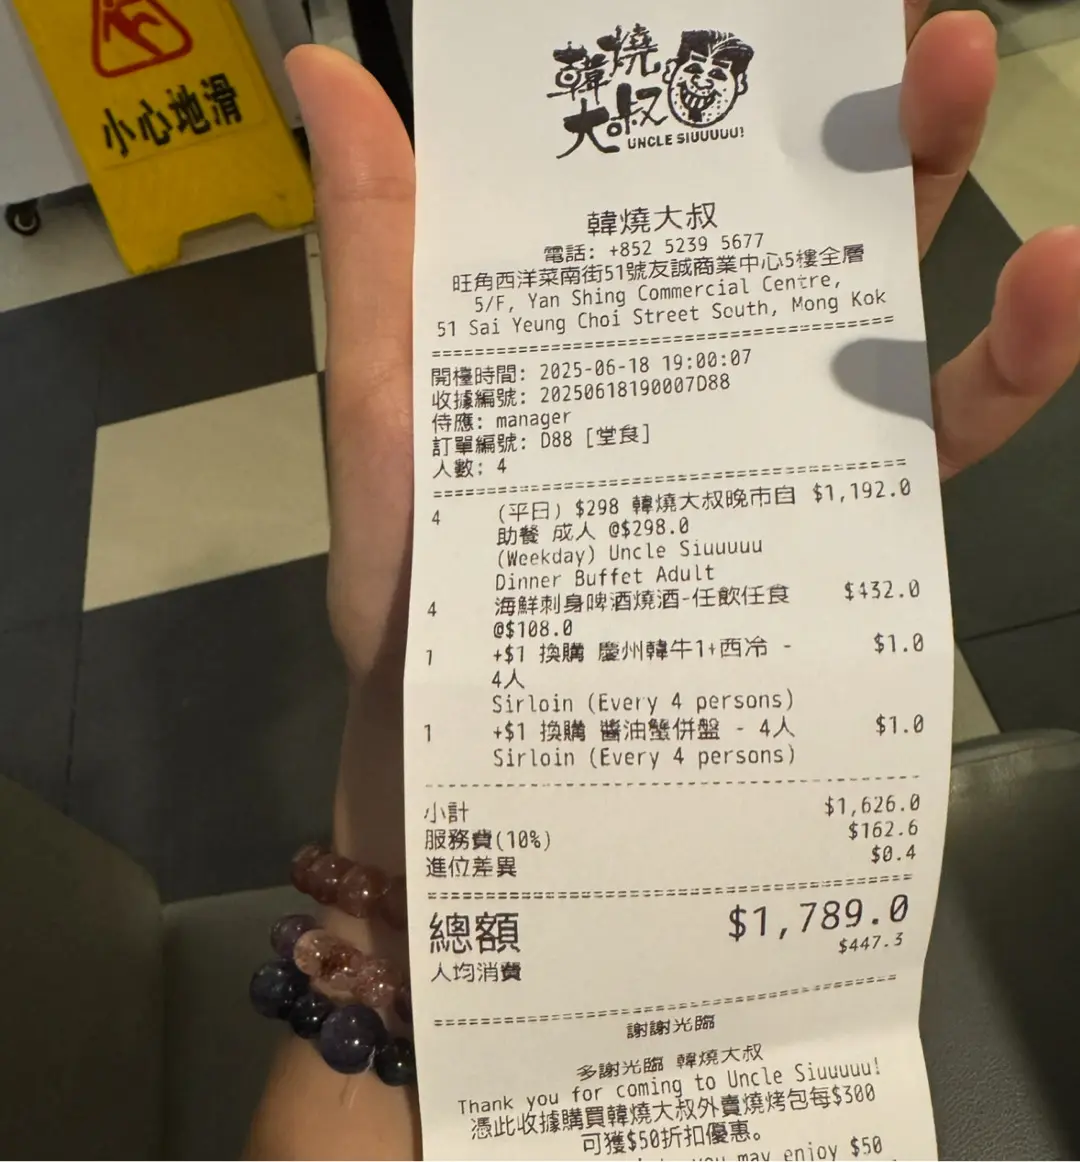 小心地滑
韓燒
大叔
UNCLE SIUUUUU!
韓燒大叔
電話: +852 5239 5677
旺角西洋菜南街51號友誠商業中心5樓全層
5/F, Yan Shing Commercial Centre,
51 Sai Yeung Choi Street South, Mong Kok
開檯時間: 2025-06-18 19:00:07
收據編號: 20250618190007D88
侍應: manager
訂單編號: D88 [堂食]
人數: 4
4 (平日) $298 韓燒大叔晚市自 $1,192.0
助餐 成人 @$298.0
(Weekday) Uncle Siuuuuu
Dinner Buffet Adult
4 海鮮刺身啤酒燒酒-任飲任食 $432.0
@$108.0
1 +$1 換購 慶州韓牛1+西冷 - $1.0
4人
Sirloin (Every 4 persons)
1 +$1 換購 醬油蟹併盤 - 4人 $1.0
Sirloin (Every 4 persons)
小計 $1,626.0
服務費(10%) $162.6
進位差異 $0.4
總額 $1,789.0
人均消費 $447.3
謝謝光臨
多謝光臨 韓燒大叔
Thank you for coming to Uncle Siuuuuu!
憑此收據購買韓燒大叔外賣燒烤包每$300
可獲$50折扣優惠。
you may enjoy $50